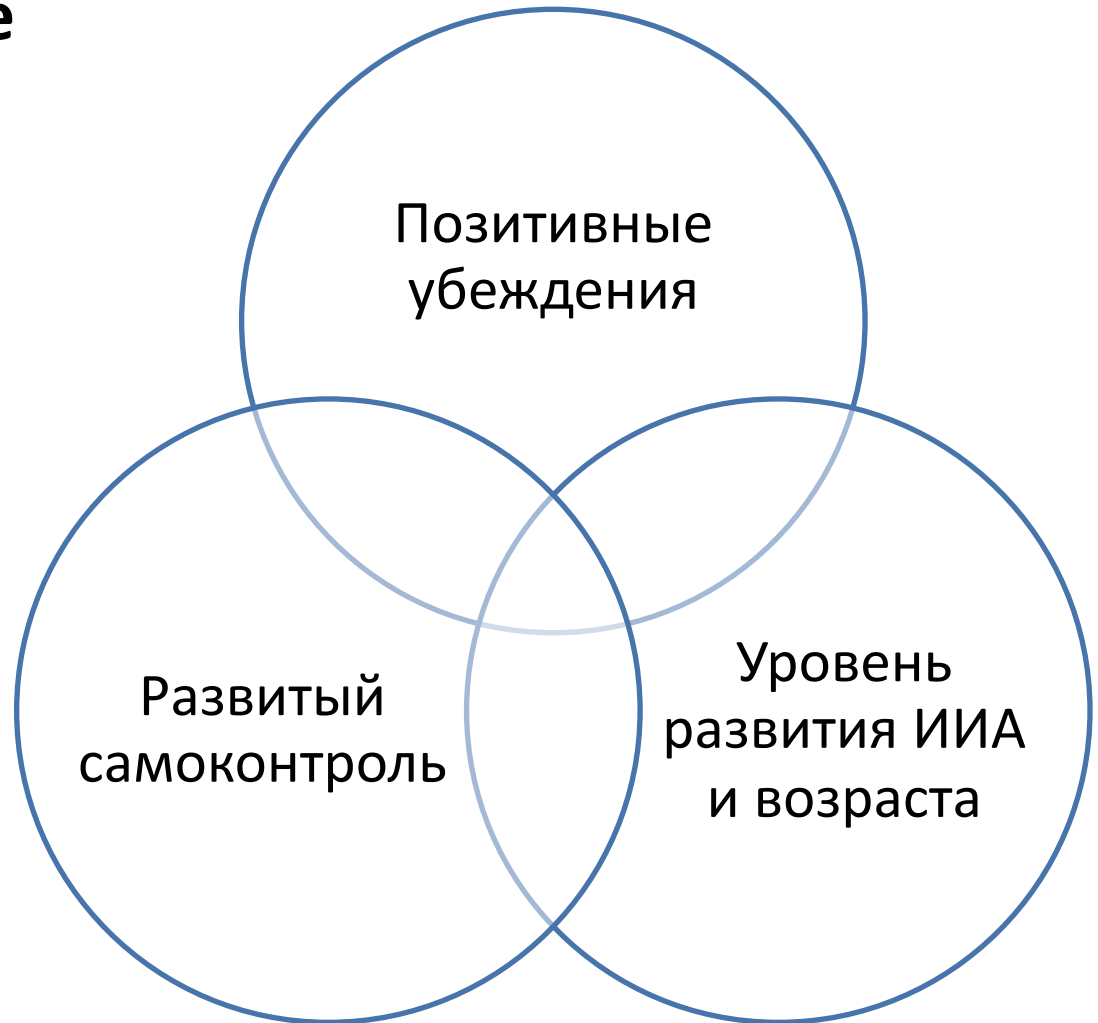 е
Позитивные
убеждения
Развитый
самоконтроль
Уровень
развития ИИА
и возраста